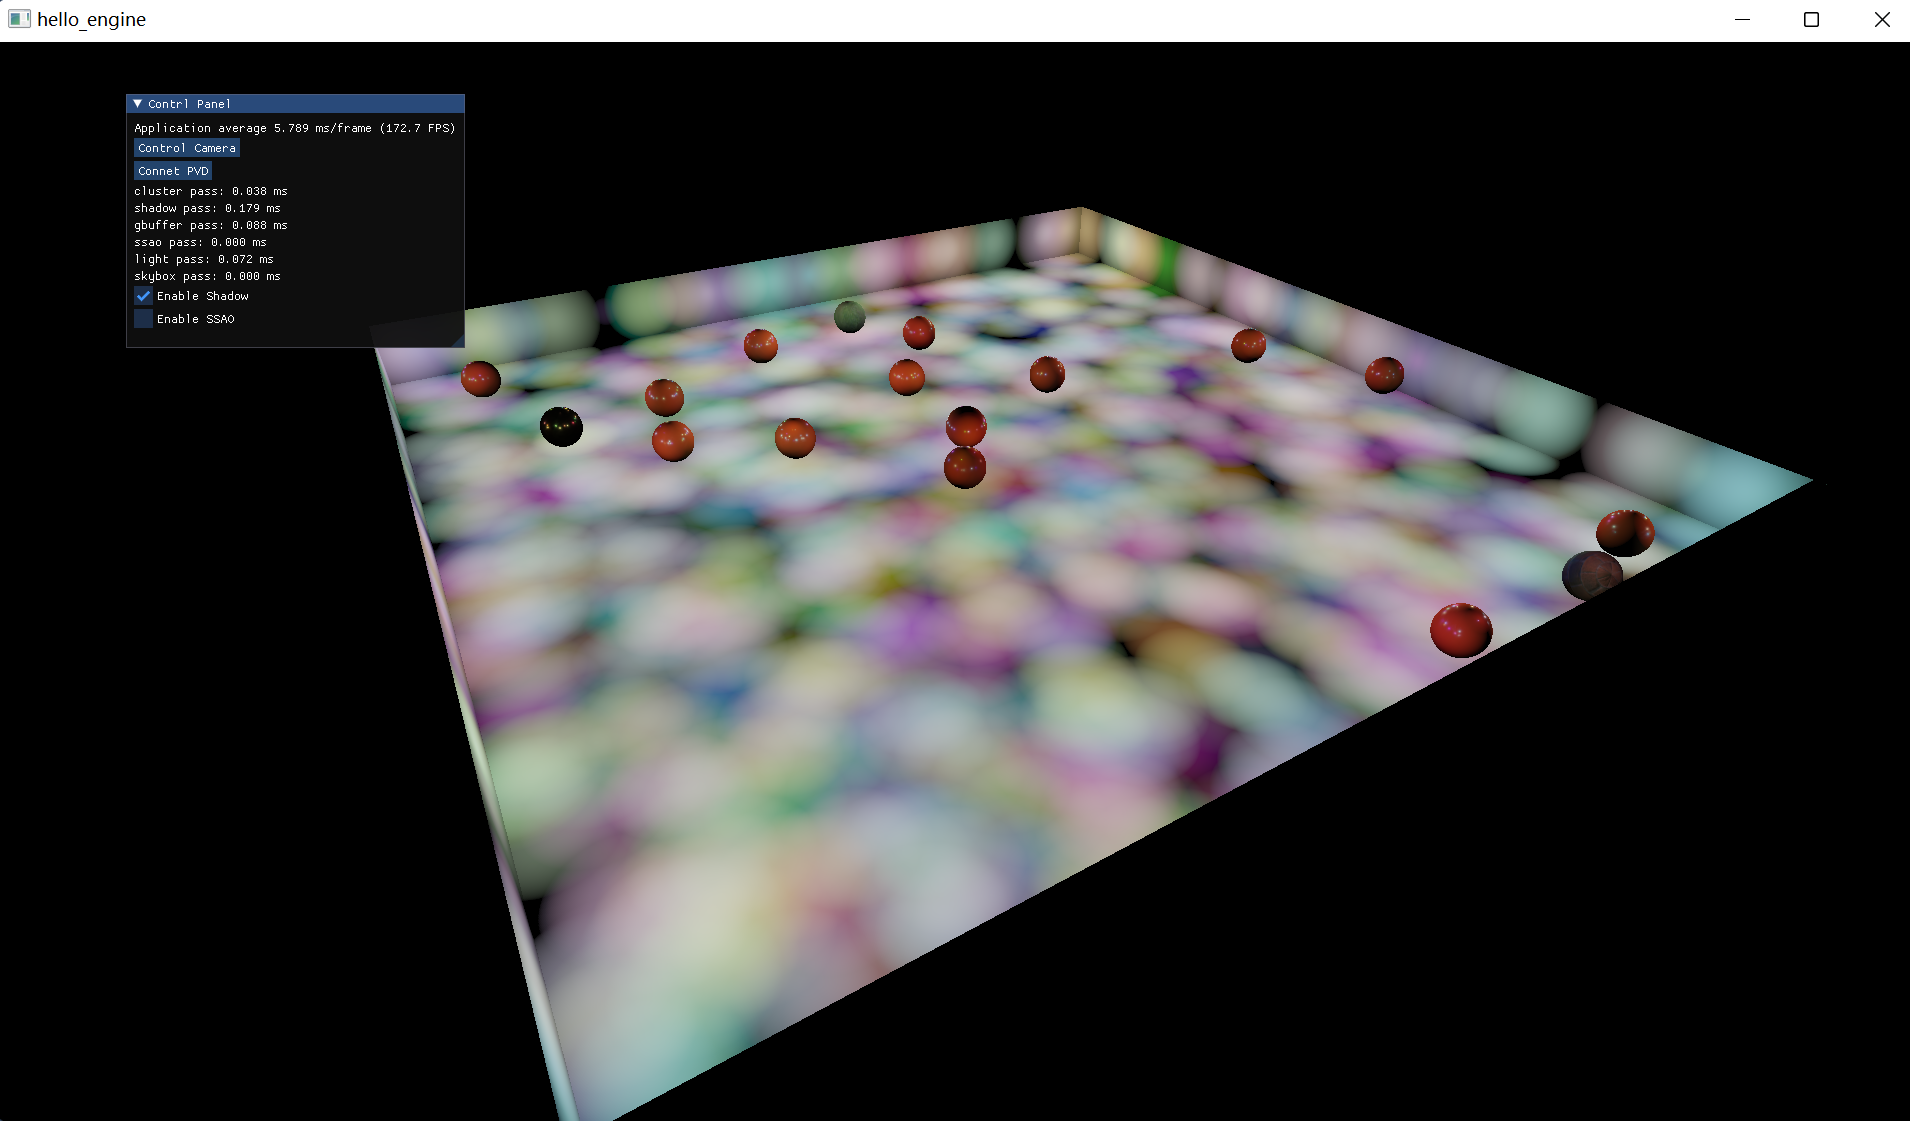 hello_engine
Contrl Panel
Application average 5.789 ms/frame (172.7 FPS)
Control Camera
Connet PVD
cluster pass: 0.038 ms
shadow pass: 0.179 ms
gbuffer pass: 0.088 ms
ssao pass: 0.000 ms
light pass: 0.072 ms
skybox pass: 0.000 ms
Enable Shadow
Enable SSAO